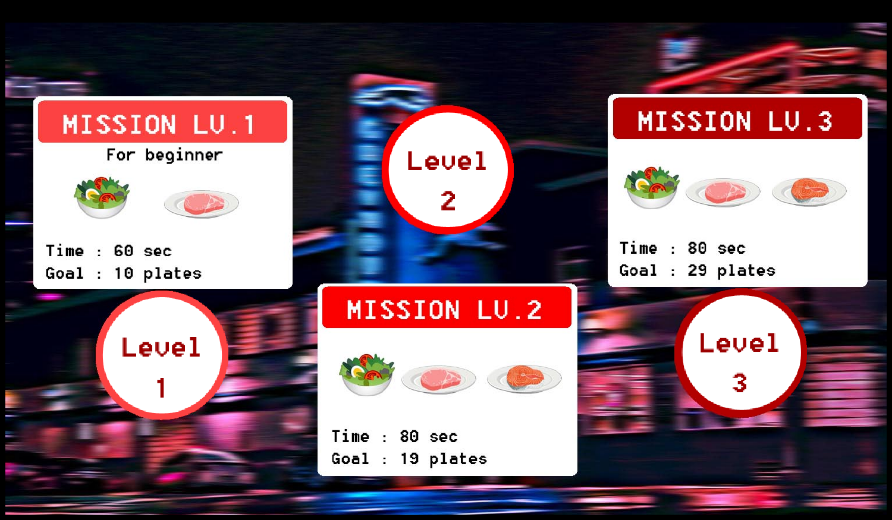 MISSION LV.1
For beginner
Time : 60 sec
Goal : 10 plates
Level
1
Level
2
MISSION LV.2
Time : 80 sec
Goal : 19 plates
MISSION LV.3
Time : 80 sec
Goal : 29 plates
Level
3